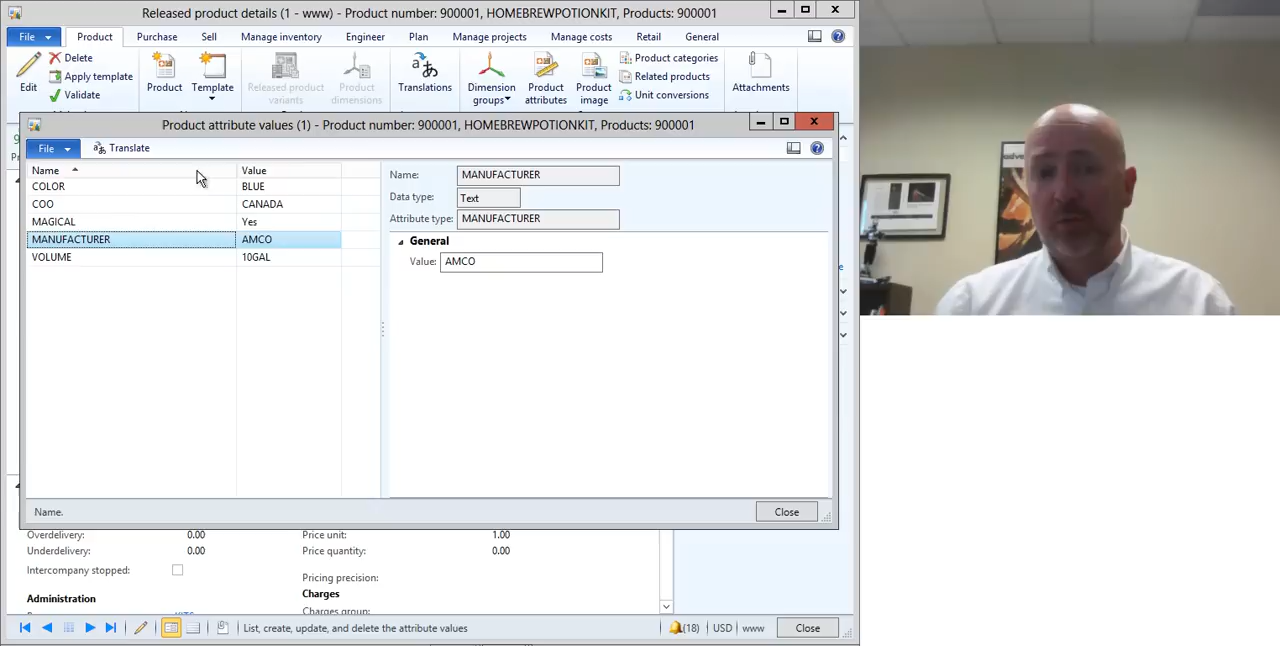 Released product details (1 - www) - Product number: 900001, HOMEBREWPOTIONKIT, Products: 900001
File Product Purchase Sell Manage inventory Engineer Plan Manage projects Manage costs Retail General
Edit
Delete
Apply template
Validate
Product
Template
Released product variants
Product dimensions
Translations
Dimension groups
Product attributes
Product image
Product categories
Related products
Unit conversions
Attachments
Product attribute values (1) - Product number: 900001, HOMEBREWPOTIONKIT, Products: 900001
File Translate
Name Value
COLOR BLUE
COO CANADA
MAGICAL Yes
MANUFACTURER AMCO
VOLUME 10GAL
Name: MANUFACTURER
Data type: Text
Attribute type: MANUFACTURER
General
Value: AMCO
Name.
Close
Overdelivery: 0.00 Price unit: 1.00
Underdelivery: 0.00 Price quantity: 0.00
Intercompany stopped:
Pricing precision:
Administration Charges
Charges group:
List, create, update, and delete the attribute values (18) USD www Close